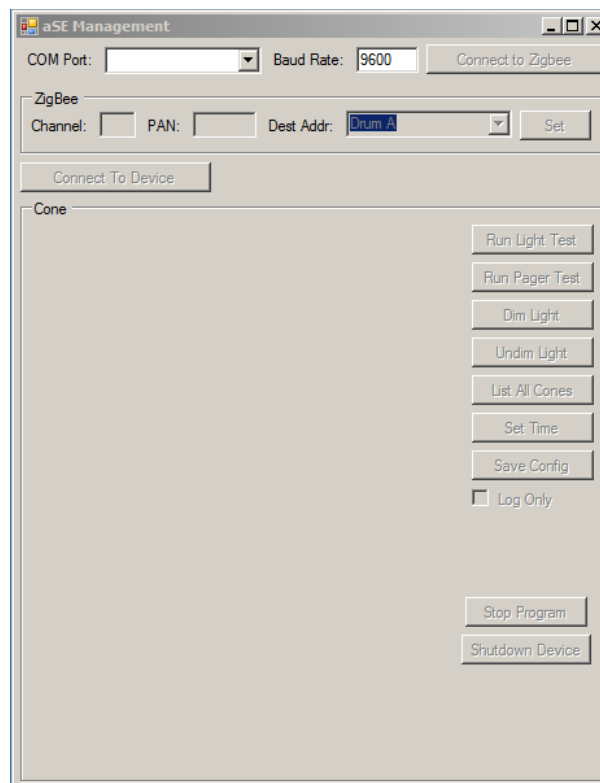 aSE Management
COM Port: Baud Rate: 9600 Connect to Zigbee
ZigBee
Channel: PAN: Dest Addr: Drum A Set
Connect To Device
Cone
Run Light Test
Run Pager Test
Dim Light
Undim Light
List All Cones
Set Time
Save Config
Log Only
Stop Program
Shutdown Device